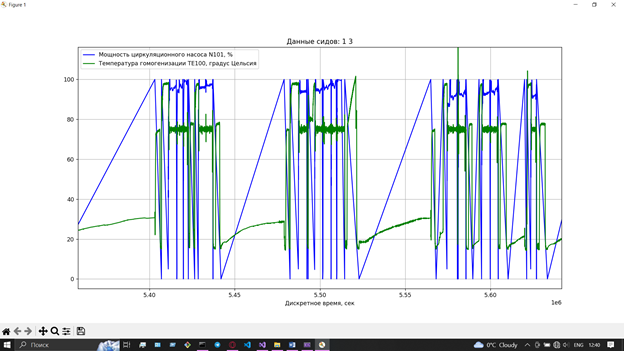 Figure 1
Данные сидов: 1 3
Мощность циркуляционного насоса N101, %
Температура гомогенизации TE100, градус Цельсия
100
80
60
40
20
0
5.40 5.45 5.50 5.55 5.60
1e6
Дискретное время, сек
Поиск 0°C Cloudy ENG 12:40